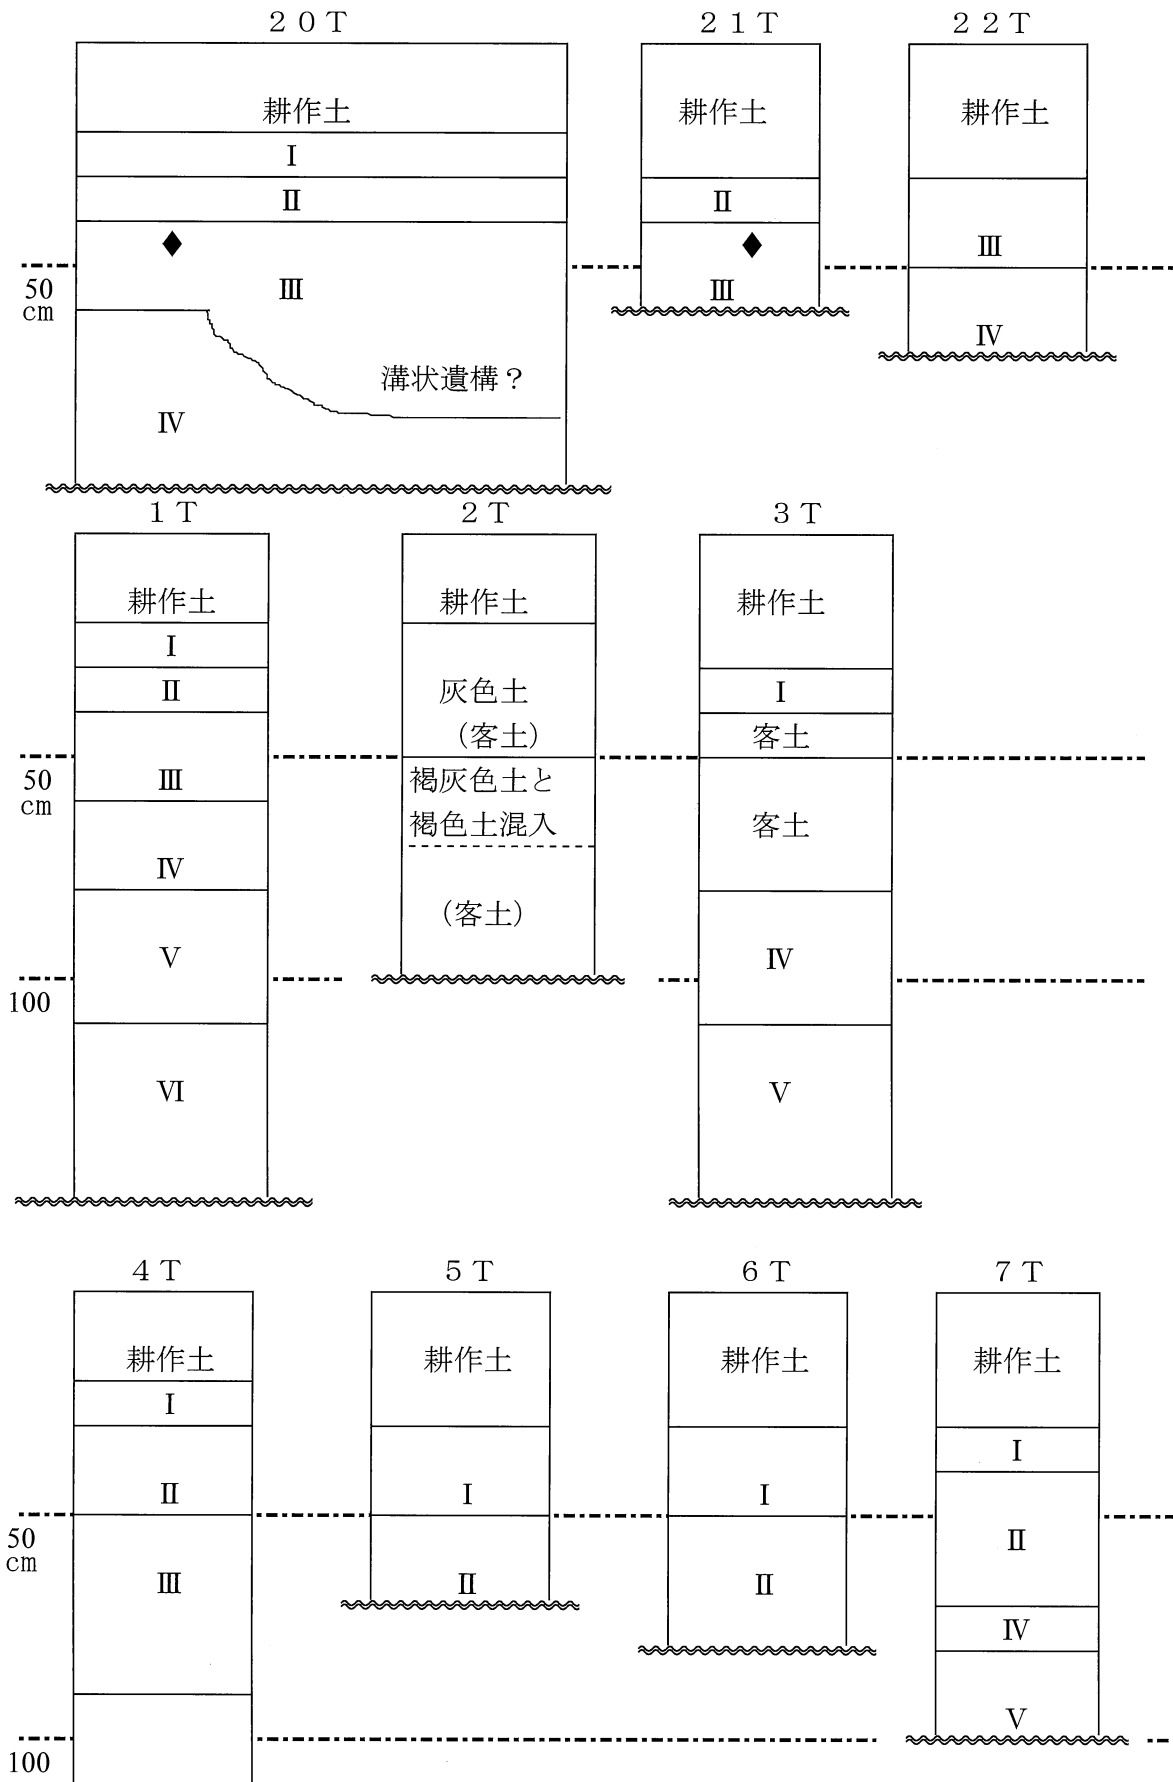 ２０Ｔ ２１Ｔ ２２Ｔ
耕作土 耕作土 耕作土
Ⅰ
Ⅱ Ⅱ
Ⅲ Ⅲ Ⅲ
50
cm
溝状遺構？
Ⅳ Ⅳ
１Ｔ ２Ｔ ３Ｔ
耕作土 耕作土 耕作土
Ⅰ
Ⅱ 灰色土 Ⅰ
(客土) 客土
50
cm
Ⅲ 褐灰色土と
褐色土混入 客土
Ⅳ
(客土)
Ⅴ Ⅳ
100
Ⅵ Ⅴ
４Ｔ ５Ｔ ６Ｔ ７Ｔ
耕作土 耕作土 耕作土 耕作土
Ⅰ
Ⅰ
Ⅱ Ⅰ Ⅰ
50
cm
Ⅱ
Ⅲ Ⅱ Ⅱ
Ⅳ
Ⅴ
100